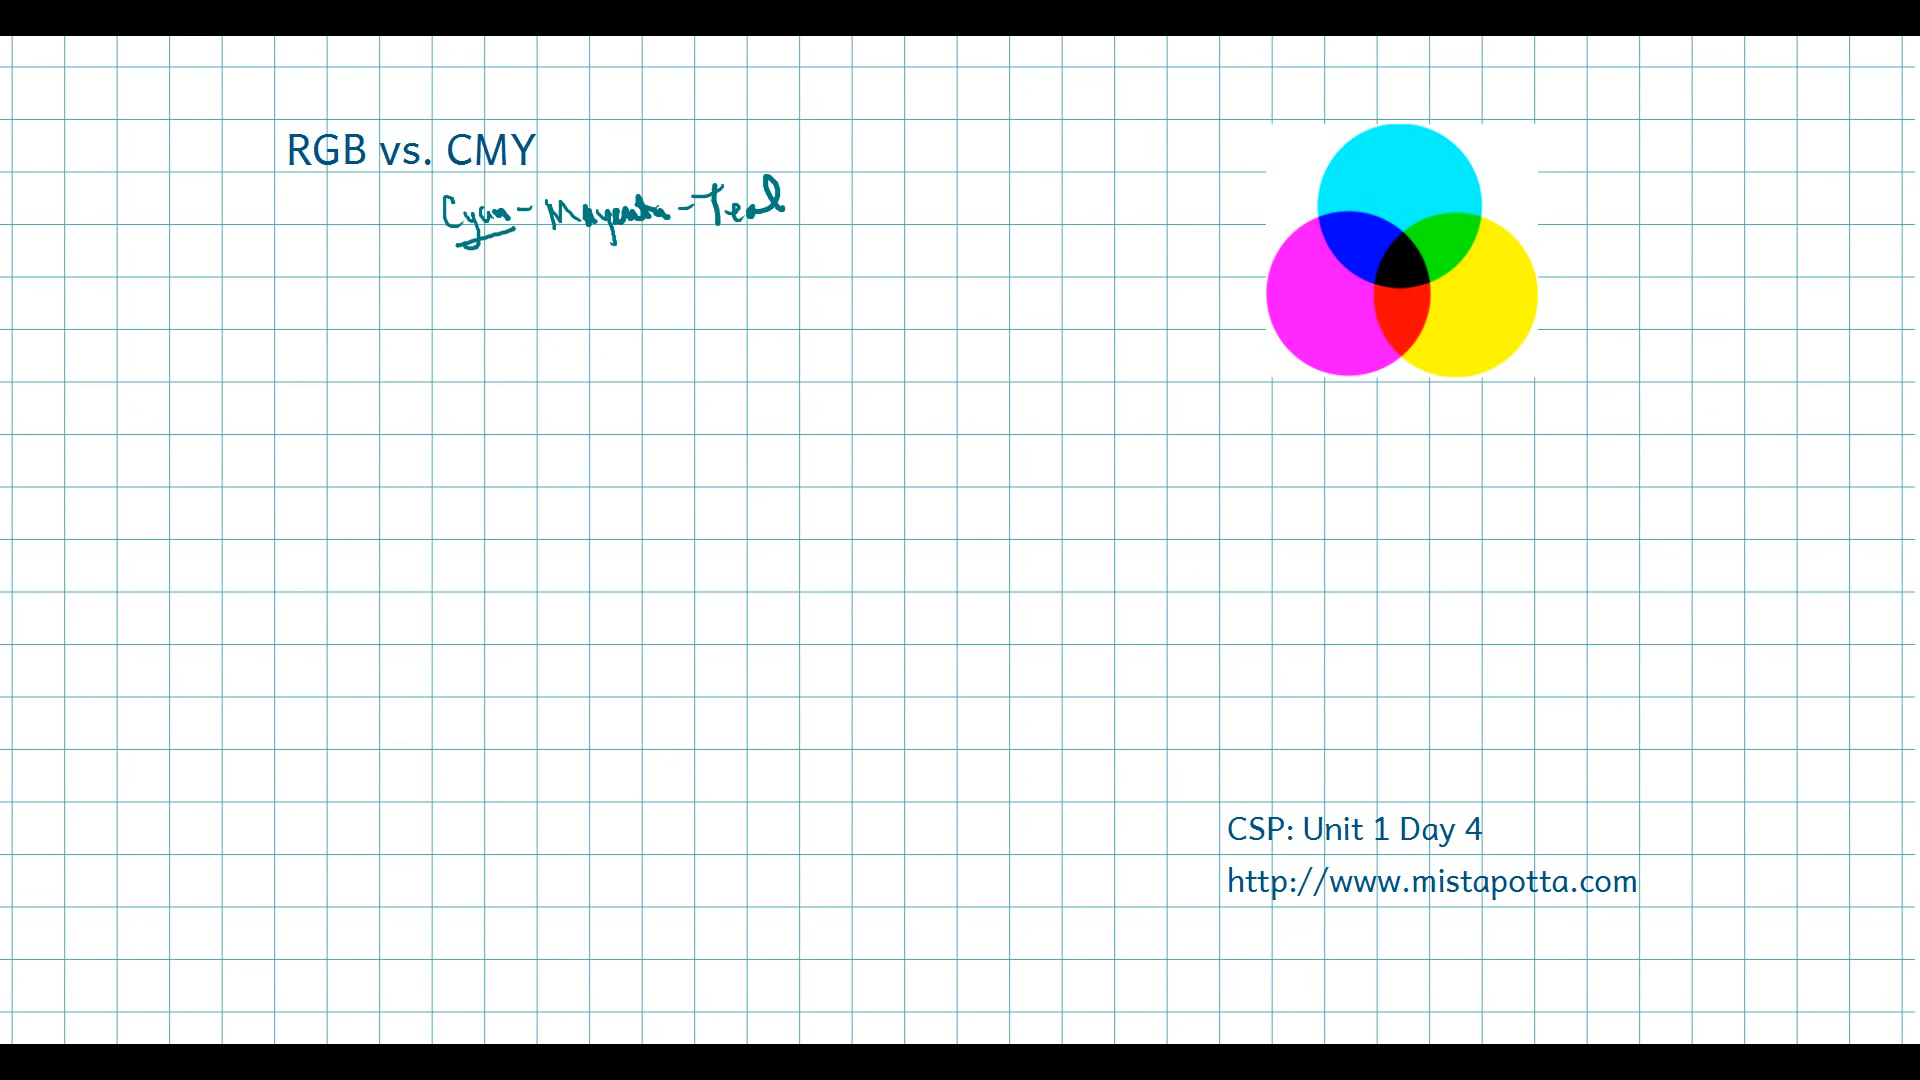 RGB vs. CMY
Cyan - Magenta - Teal
CSP: Unit 1 Day 4
http://www.mistapotta.com